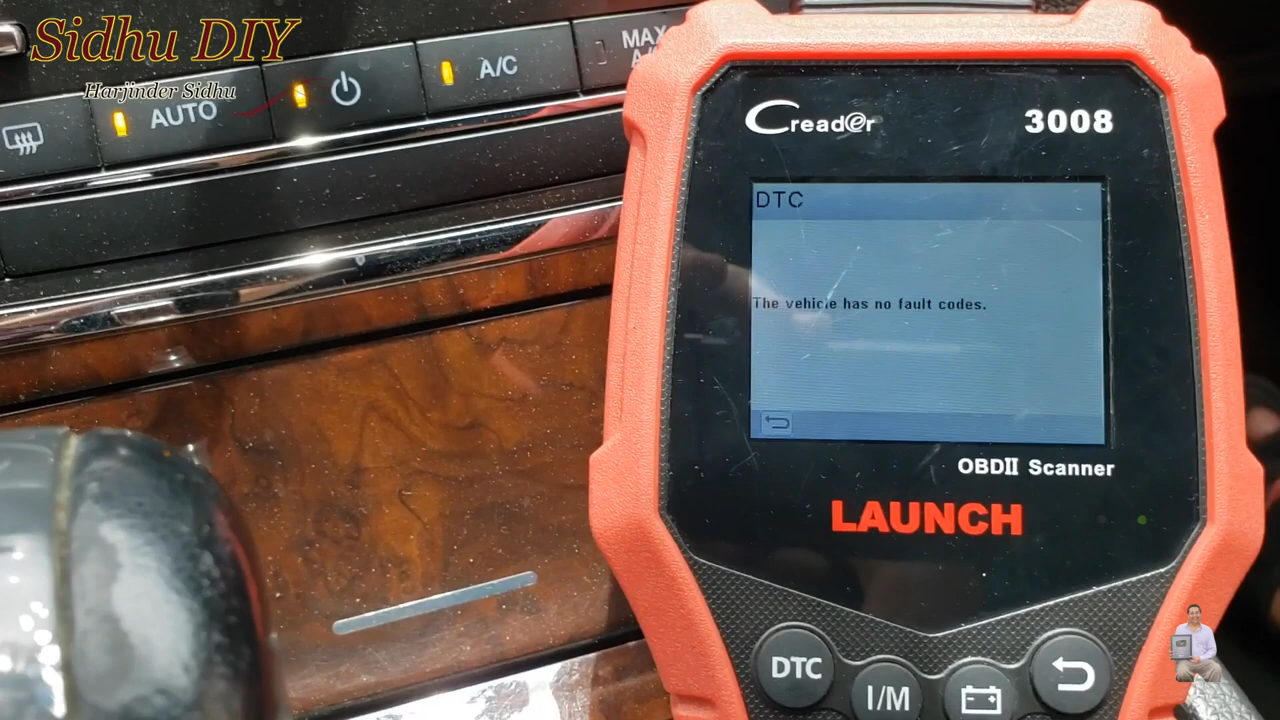 Sidhu DIY
Harjinder Sidhu
AUTO
A/C
MAX
Creader 3008
DTC
The vehicle has no fault codes.
OBDII Scanner
LAUNCH
DTC
I/M